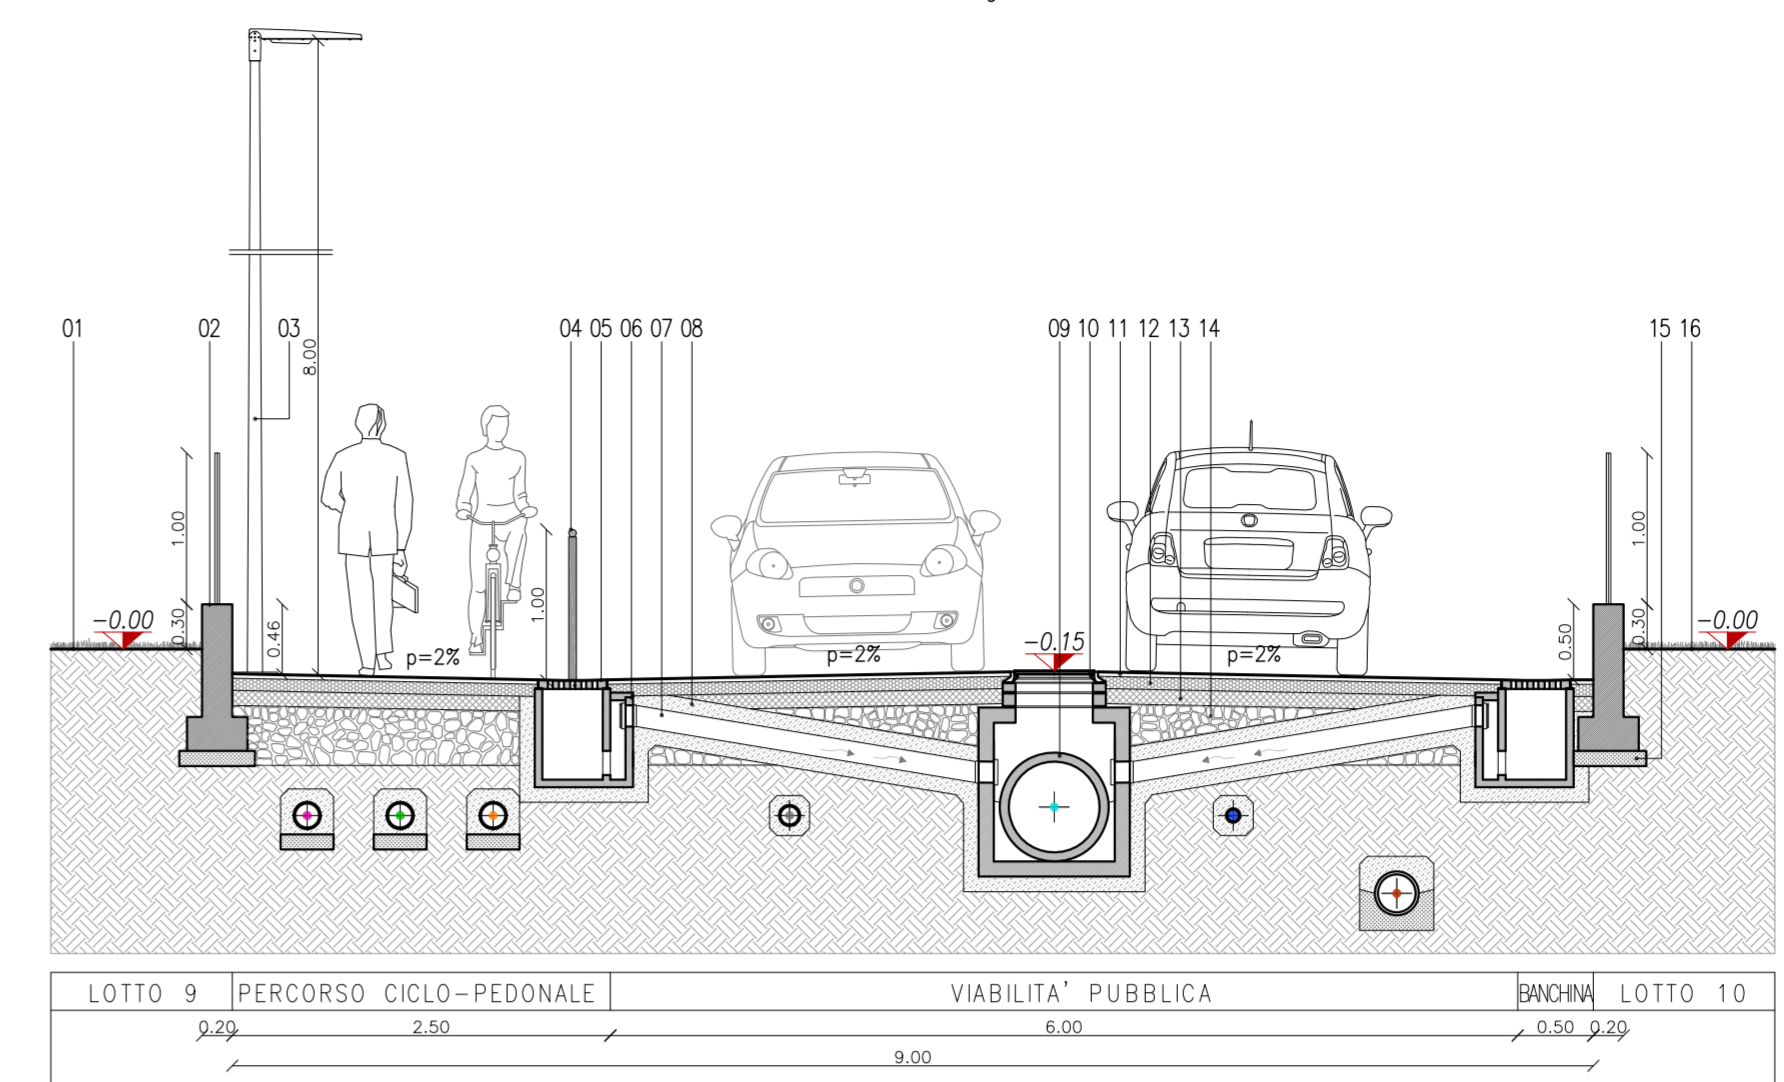 01 02 03 04 05 06 07 08 09 10 11 12 13 14 15 16
8.00
1.00 1.00
1.00
-0.00 0.30 0.46 p=2% p=2% -0.15 p=2% 0.50 0.30 -0.00
LOTTO 9 PERCORSO CICLO-PEDONALE VIABILITA' PUBBLICA BANCHINA LOTTO 10
0.20 2.50 6.00 0.50 0.20
9.00